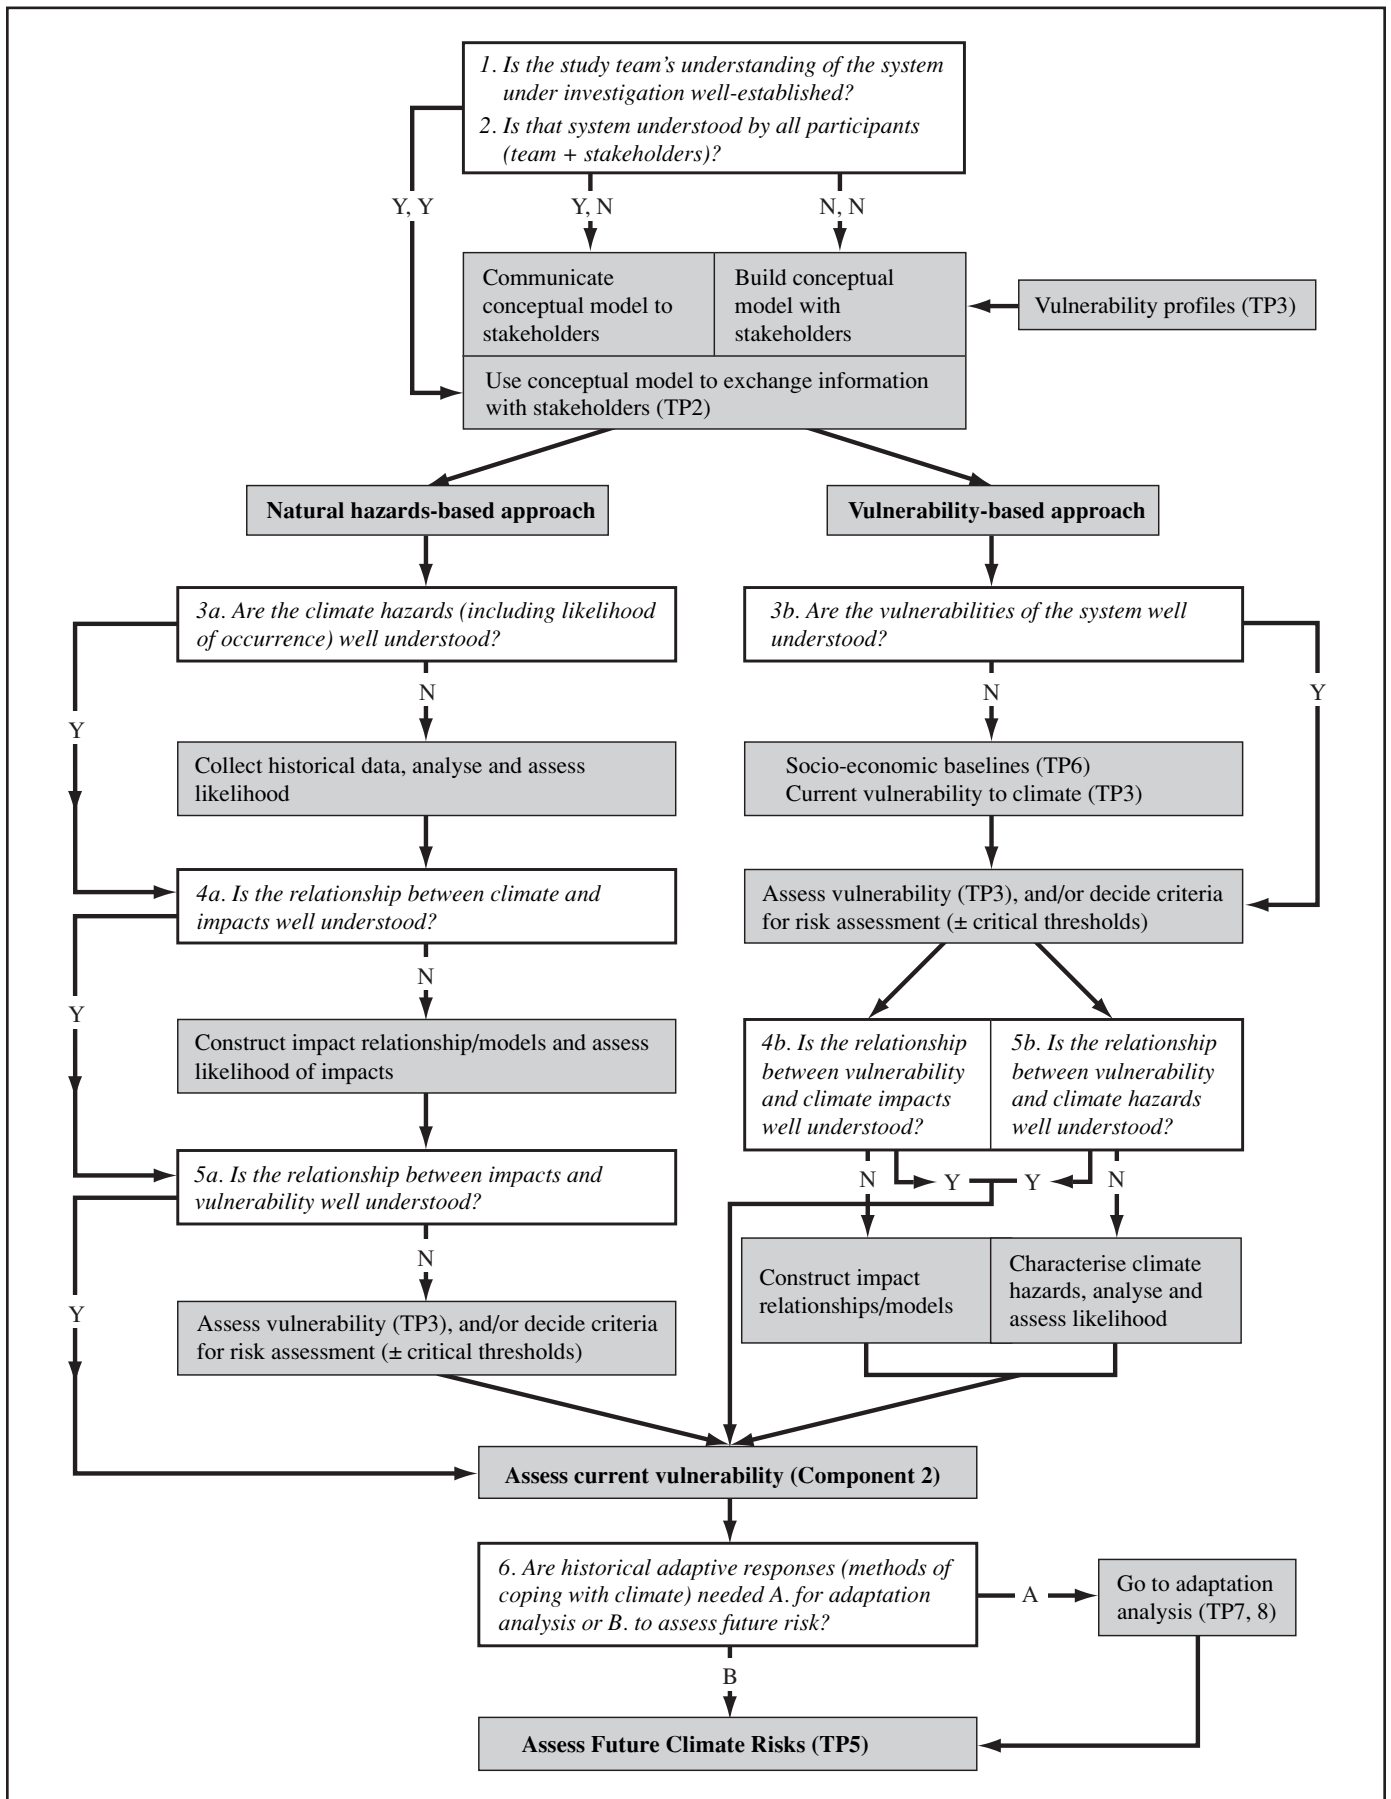 1. Is the study team's understanding of the system
under investigation well-established?
2. Is that system understood by all participants
(team + stakeholders)?
Y, Y
Y, N
N, N
Communicate
conceptual model to
stakeholders
Build conceptual
model with
stakeholders
Vulnerability profiles (TP3)
Use conceptual model to exchange information
with stakeholders (TP2)
Natural hazards-based approach
Vulnerability-based approach
3a. Are the climate hazards (including likelihood
of occurrence) well understood?
3b. Are the vulnerabilities of the system well
understood?
N
N
Y
Y
Collect historical data, analyse and assess
likelihood
Socio-economic baselines (TP6)
Current vulnerability to climate (TP3)
4a. Is the relationship between climate and
impacts well understood?
Assess vulnerability (TP3), and/or decide criteria
for risk assessment (± critical thresholds)
N
Y
Construct impact relationship/models and assess
likelihood of impacts
4b. Is the relationship
between vulnerability
and climate impacts
well understood?
5b. Is the relationship
between vulnerability
and climate hazards
well understood?
5a. Is the relationship between impacts and
vulnerability well understood?
N
Y
Y
N
N
Y
Construct impact
relationships/models
Characterise climate
hazards, analyse and
assess likelihood
Assess vulnerability (TP3), and/or decide criteria
for risk assessment (± critical thresholds)
Assess current vulnerability (Component 2)
6. Are historical adaptive responses (methods of
coping with climate) needed A. for adaptation
analysis or B. to assess future risk?
A
Go to adaptation
analysis (TP7, 8)
B
Assess Future Climate Risks (TP5)